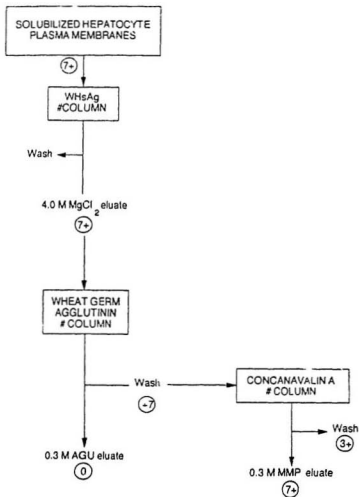 SOLUBILIZED HEPATOCYTE
PLASMA MEMBRANES
7+
WHsAg
#COLUMN
Wash
4.0 M MgCl2 eluate
7+
WHEAT GERM
AGGLUTININ
# COLUMN
Wash
+7
CONCANAVALIN A
# COLUMN
Wash
3+
0.3 M AGU eluate
0
0.3 M MMP eluate
7+